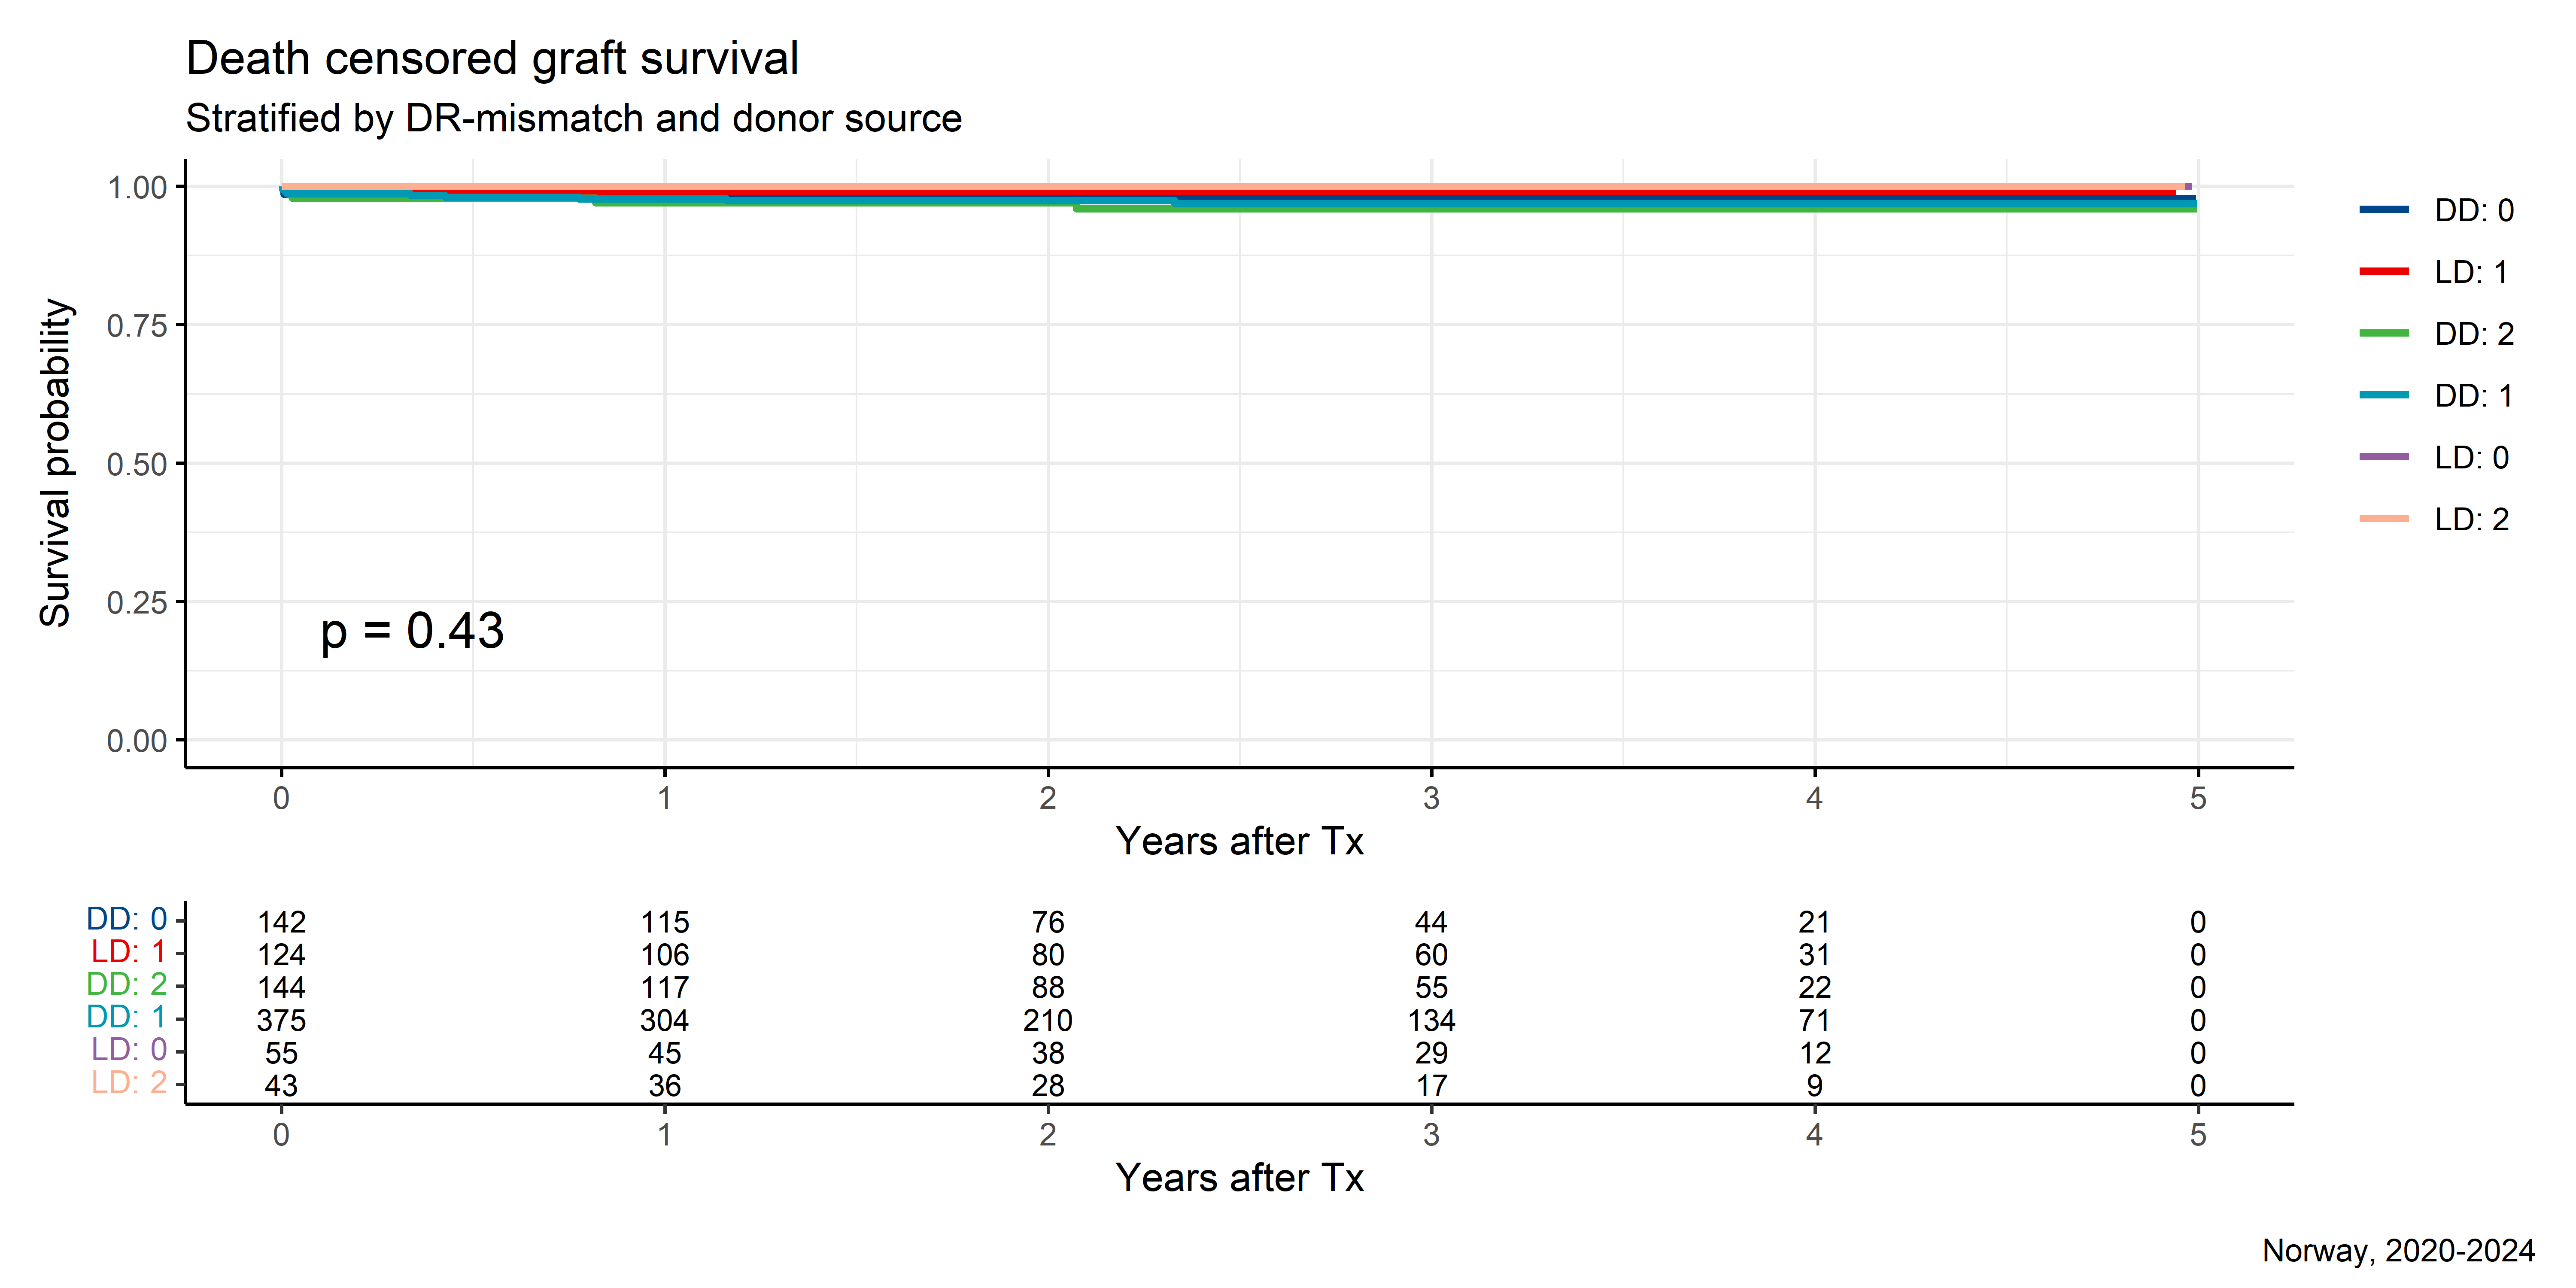 Death censored graft survival
Stratified by DR-mismatch and donor source
Survival probability
1.00
0.75
0.50
0.25
0.00
p = 0.43
0 1 2 3 4 5
Years after Tx
DD: 0
LD: 1
DD: 2
DD: 1
LD: 0
LD: 2
DD: 0 142 115 76 44 21 0
LD: 1 124 106 80 60 31 0
DD: 2 144 117 88 55 22 0
DD: 1 375 304 210 134 71 0
LD: 0 55 45 38 29 12 0
LD: 2 43 36 28 17 9 0
0 1 2 3 4 5
Years after Tx
Norway, 2020-2024